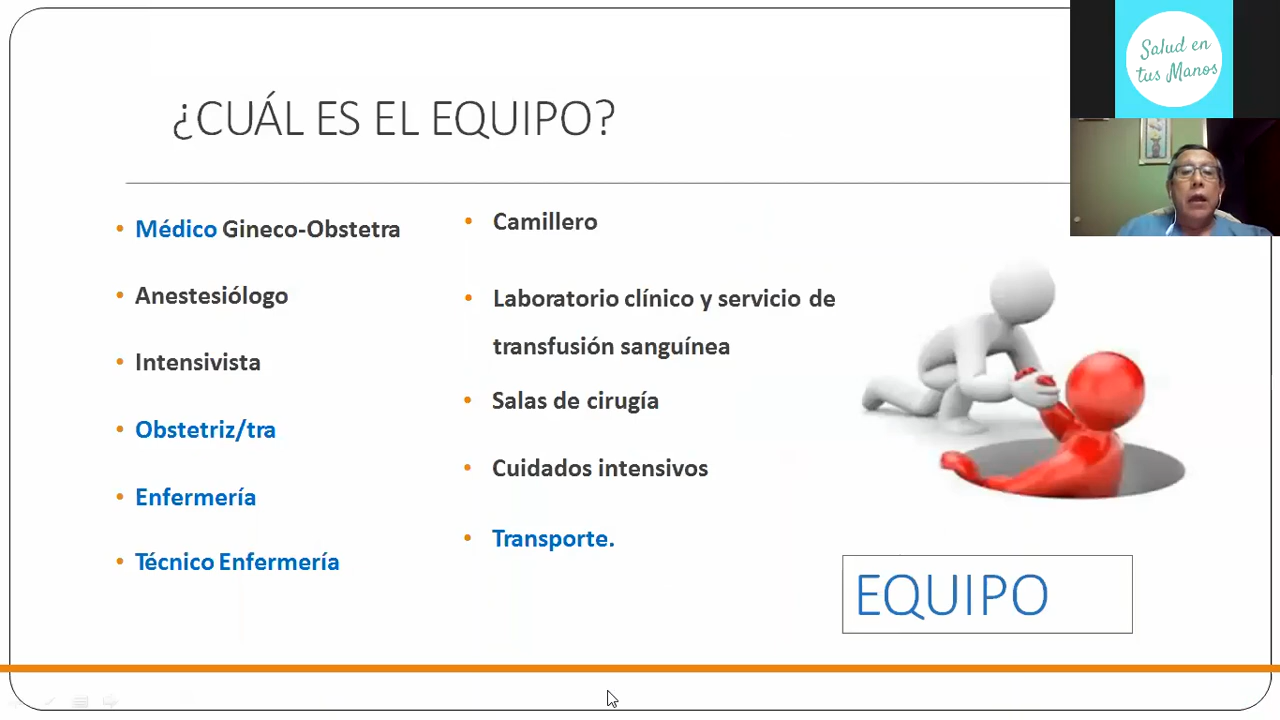 Salud en
tus Manos
¿CUÁL ES EL EQUIPO?
• Médico Gineco-Obstetra
• Anestesiólogo
• Intensivista
• Obstetriz/tra
• Enfermería
• Técnico Enfermería
• Camillero
• Laboratorio clínico y servicio de
transfusión sanguínea
• Salas de cirugía
• Cuidados intensivos
• Transporte.
EQUIPO